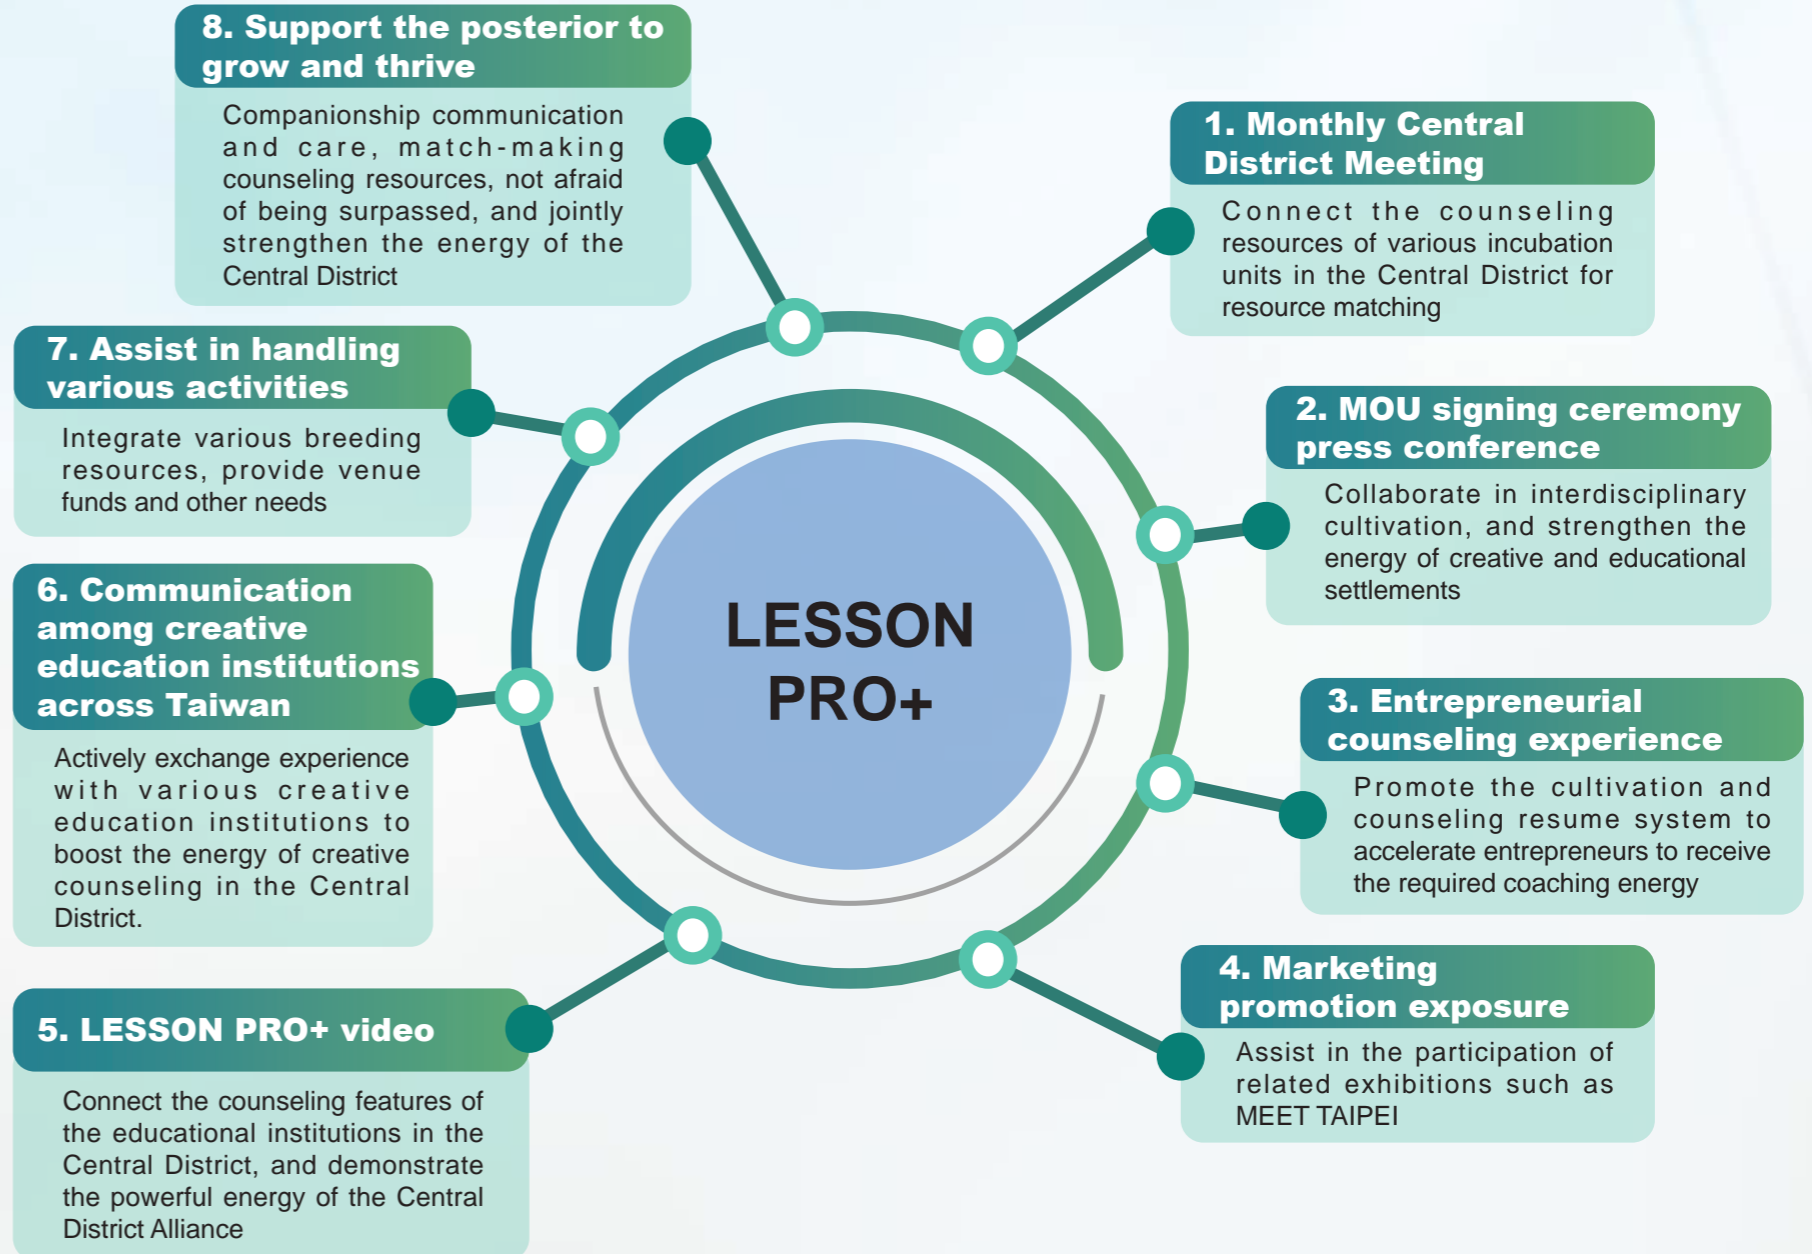 LESSON
PRO+
1. Monthly Central
District Meeting
Connect the counseling
resources of various incubation
units in the Central District for
resource matching
2. MOU signing ceremony
press conference
Collaborate in interdisciplinary
cultivation, and strengthen the
energy of creative and educational
settlements
3. Entrepreneurial
counseling experience
Promote the cultivation and
counseling resume system to
accelerate entrepreneurs to receive
the required coaching energy
4. Marketing
promotion exposure
Assist in the participation of
related exhibitions such as
MEET TAIPEI
5. LESSON PRO+ video
Connect the counseling features of
the educational institutions in the
Central District, and demonstrate
the powerful energy of the Central
District Alliance
6. Communication
among creative
education institutions
across Taiwan
Actively exchange experience
with various creative
education institutions to
boost the energy of creative
counseling in the Central
District.
7. Assist in handling
various activities
Integrate various breeding
resources, provide venue
funds and other needs
8. Support the posterior to
grow and thrive
Companionship communication
and care, match-making
counseling resources, not afraid
of being surpassed, and jointly
strengthen the energy of the
Central District